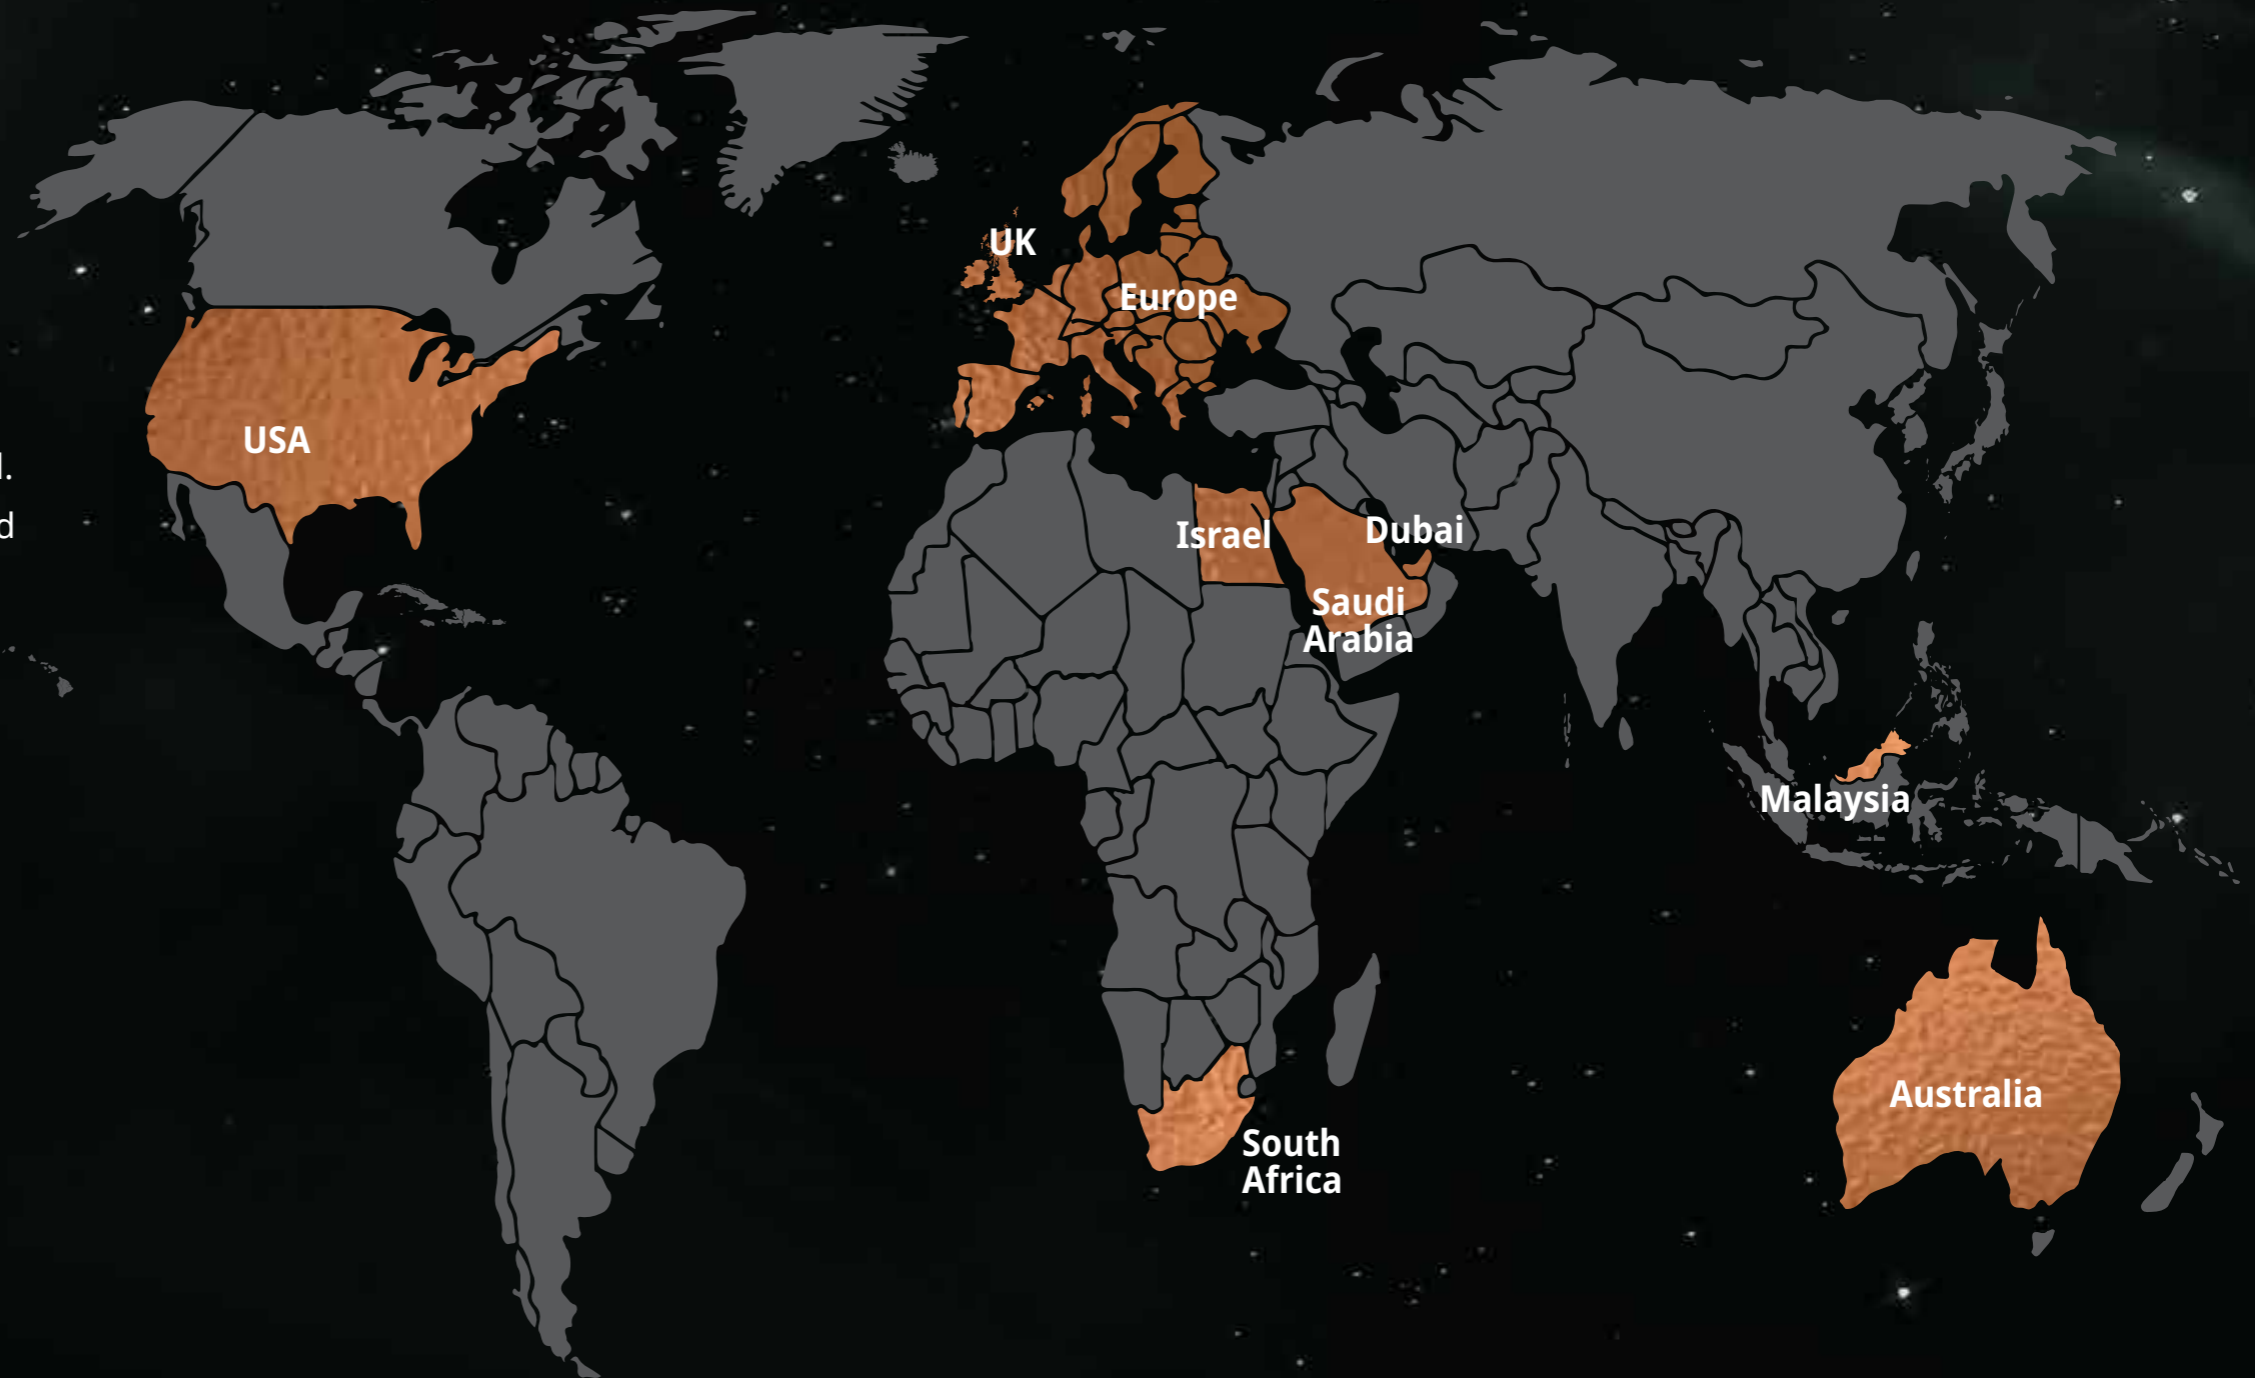 UK
Europe
USA
l.
d
Israel
Dubai
Saudi
Arabia
Malaysia
Australia
South
Africa